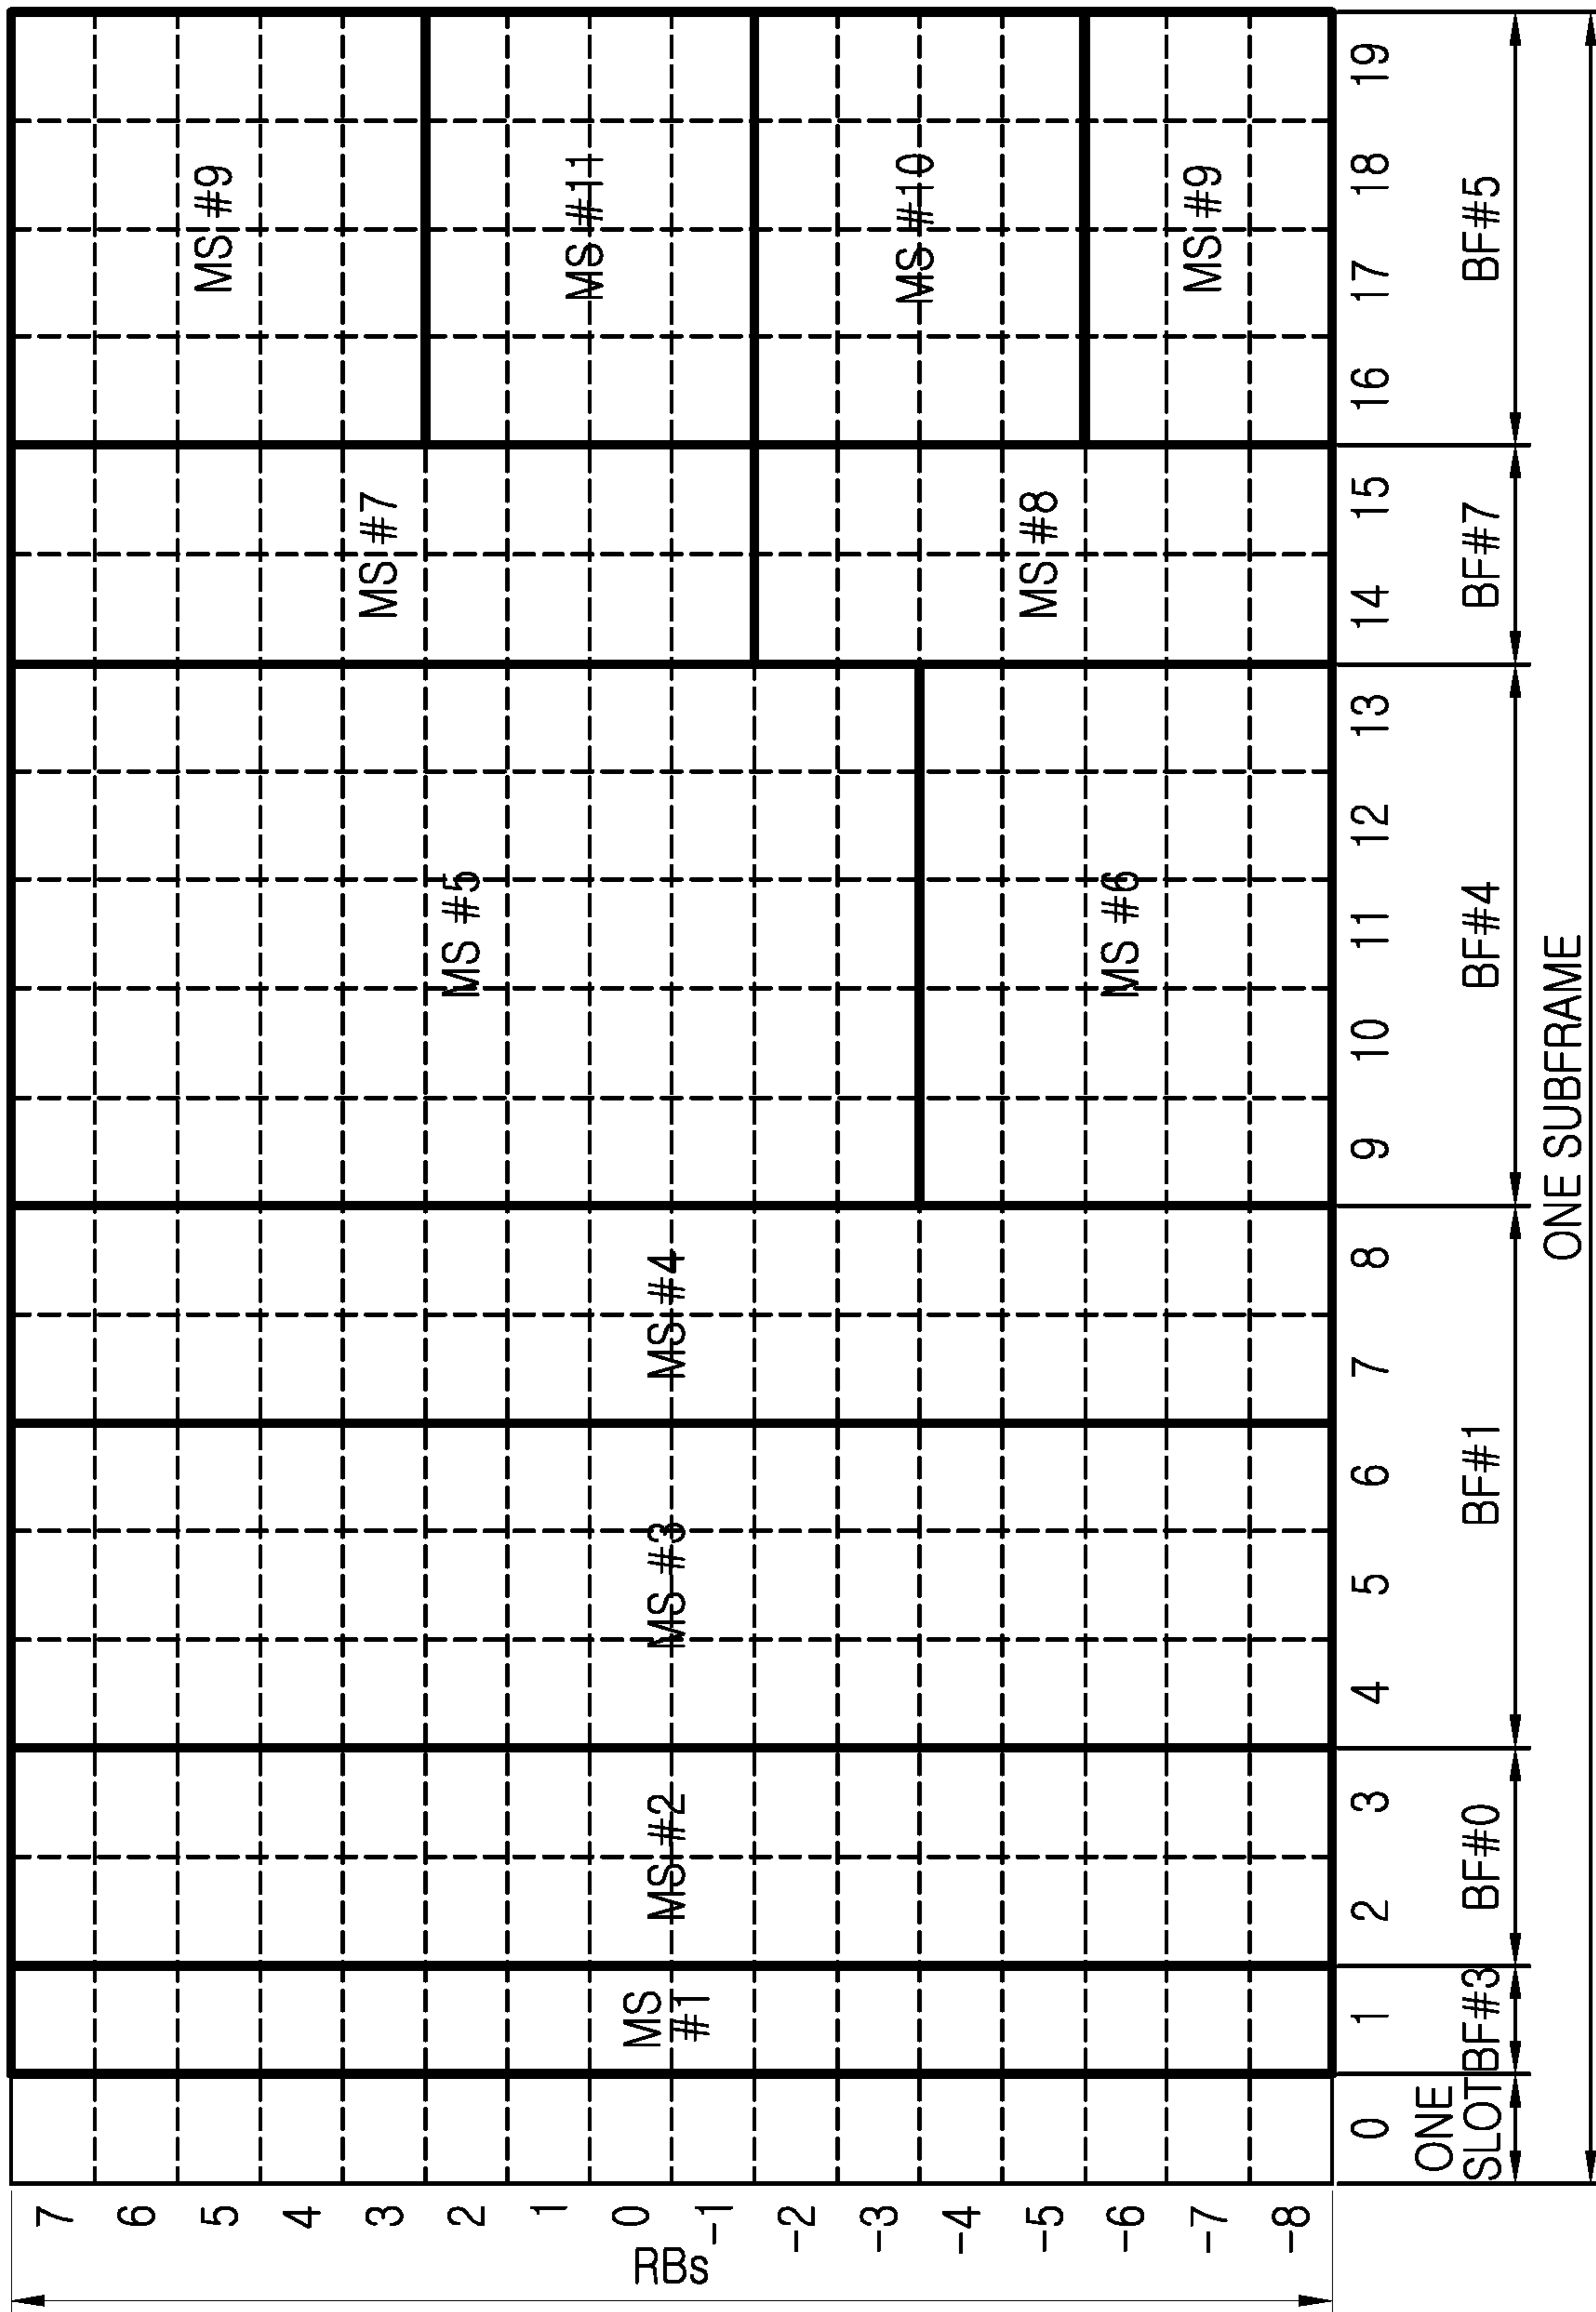 RBs
7
6
5
4
3
2
1
0
-1
-2
-3
-4
-5
-6
-7
-8
MS
#1
MS #2
MS #3
MS #4
MS #5
MS #6
MS #7
MS #8
MS #9
MS #11
MS #10
MS #9
0 1 2 3 4 5 6 7 8 9 10 11 12 13 14 15 16 17 18 19
ONE
SLOT BF#3 BF#0 BF#1 BF#4 BF#7 BF#5
ONE SUBFRAME